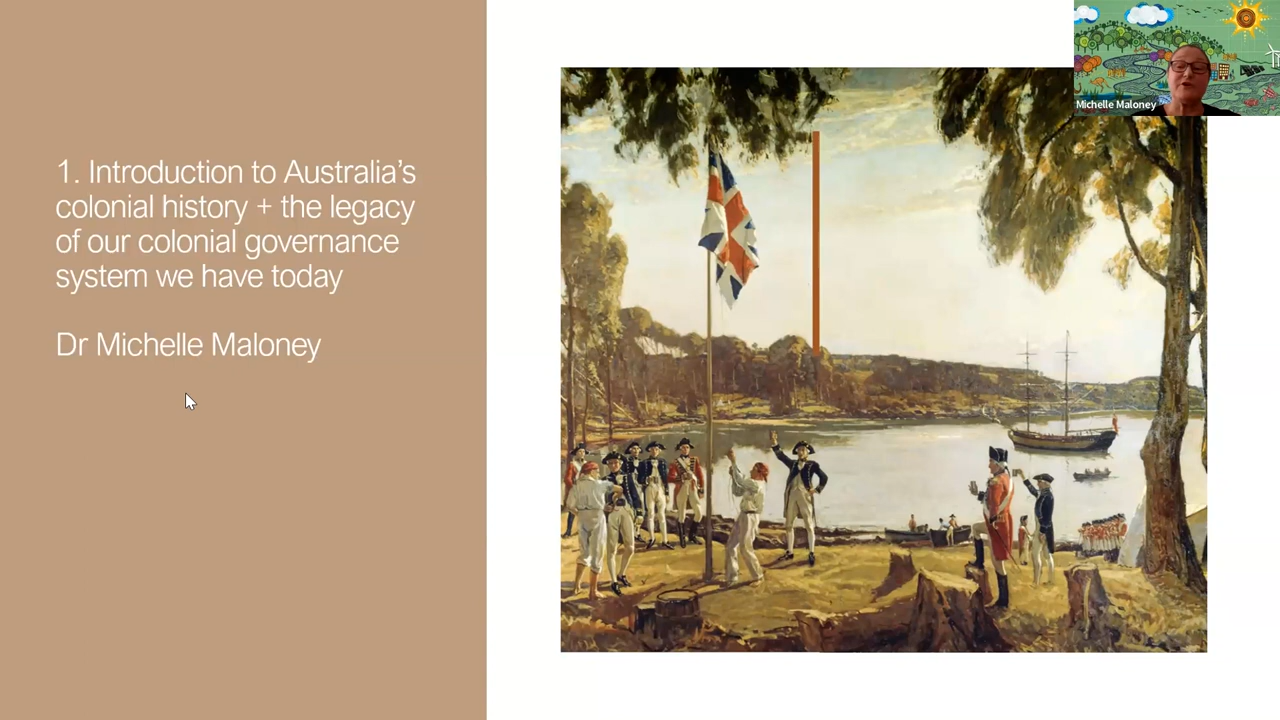 1. Introduction to Australia’s
colonial history + the legacy
of our colonial governance
system we have today
Dr Michelle Maloney
Michelle Maloney